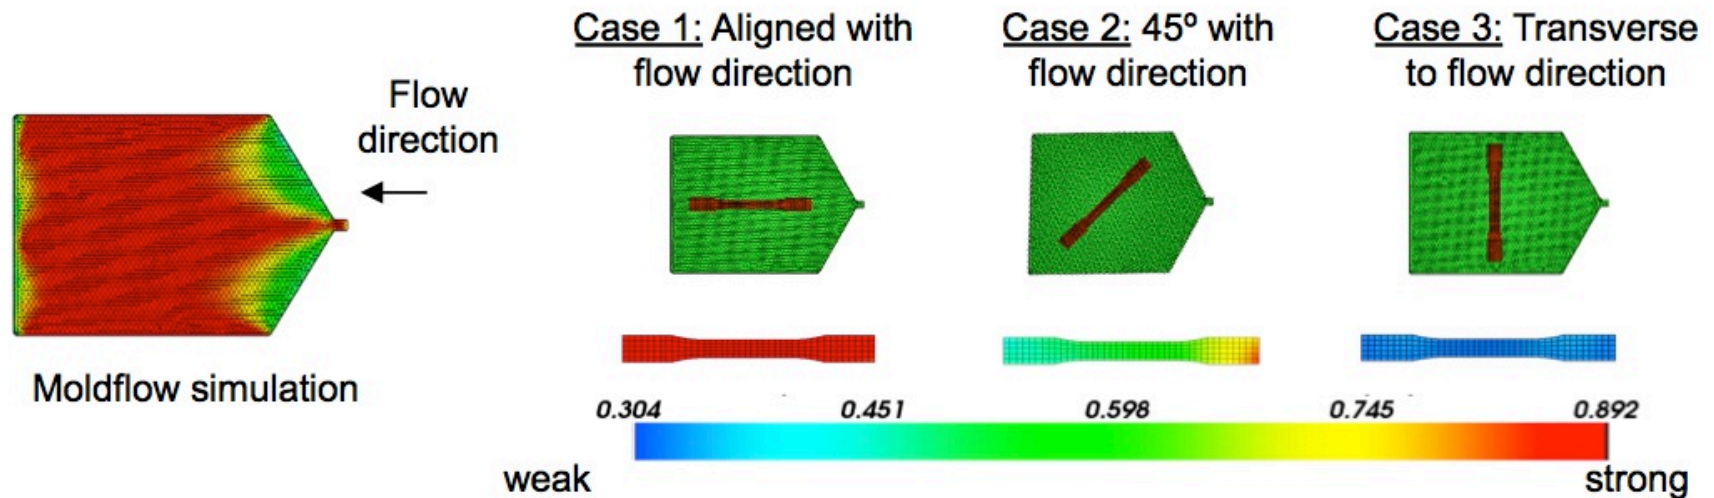 Case 1: Aligned with
flow direction
Case 2: 45º with
flow direction
Case 3: Transverse
to flow direction
Flow
direction
Moldflow simulation
0.304
0.451
0.598
0.745
0.892
weak
strong